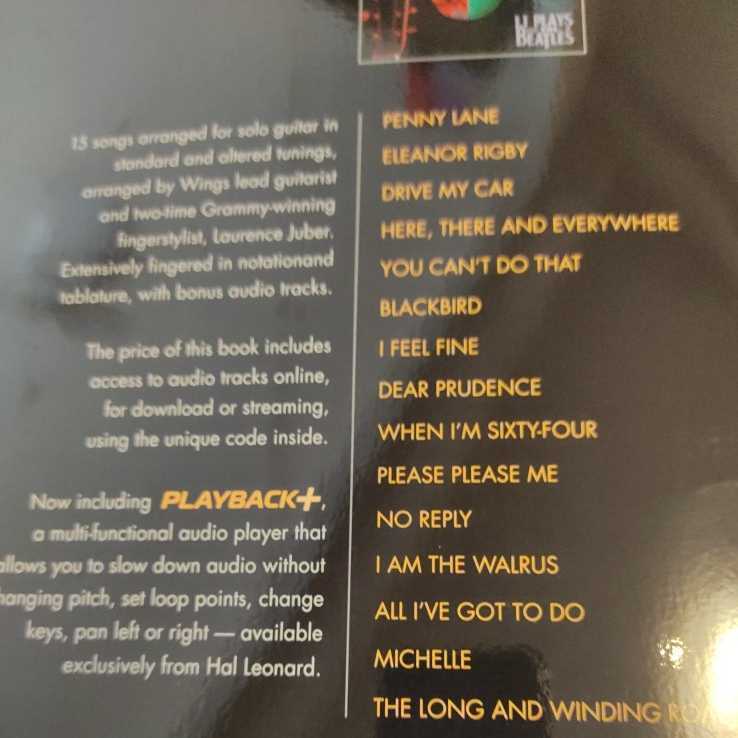 LJ PLAYS
THE
BEATLES
15 songs arranged for solo guitar in
standard and altered tunings,
arranged by Wings lead guitarist
and two-time Grammy-winning
fingerstylist, Laurence Juber.
Extensively fingered in notationand
tablature, with bonus audio tracks.
The price of this book includes
access to audio tracks online,
for download or streaming,
using the unique code inside.
Now including PLAYBACK+,
a multi-functional audio player that
allows you to slow down audio without
hanging pitch, set loop points, change
keys, pan left or right — available
exclusively from Hal Leonard.
PENNY LANE
ELEANOR RIGBY
DRIVE MY CAR
HERE, THERE AND EVERYWHERE
YOU CAN'T DO THAT
BLACKBIRD
I FEEL FINE
DEAR PRUDENCE
WHEN I'M SIXTY-FOUR
PLEASE PLEASE ME
NO REPLY
I AM THE WALRUS
ALL I'VE GOT TO DO
MICHELLE
THE LONG AND WINDING ROA